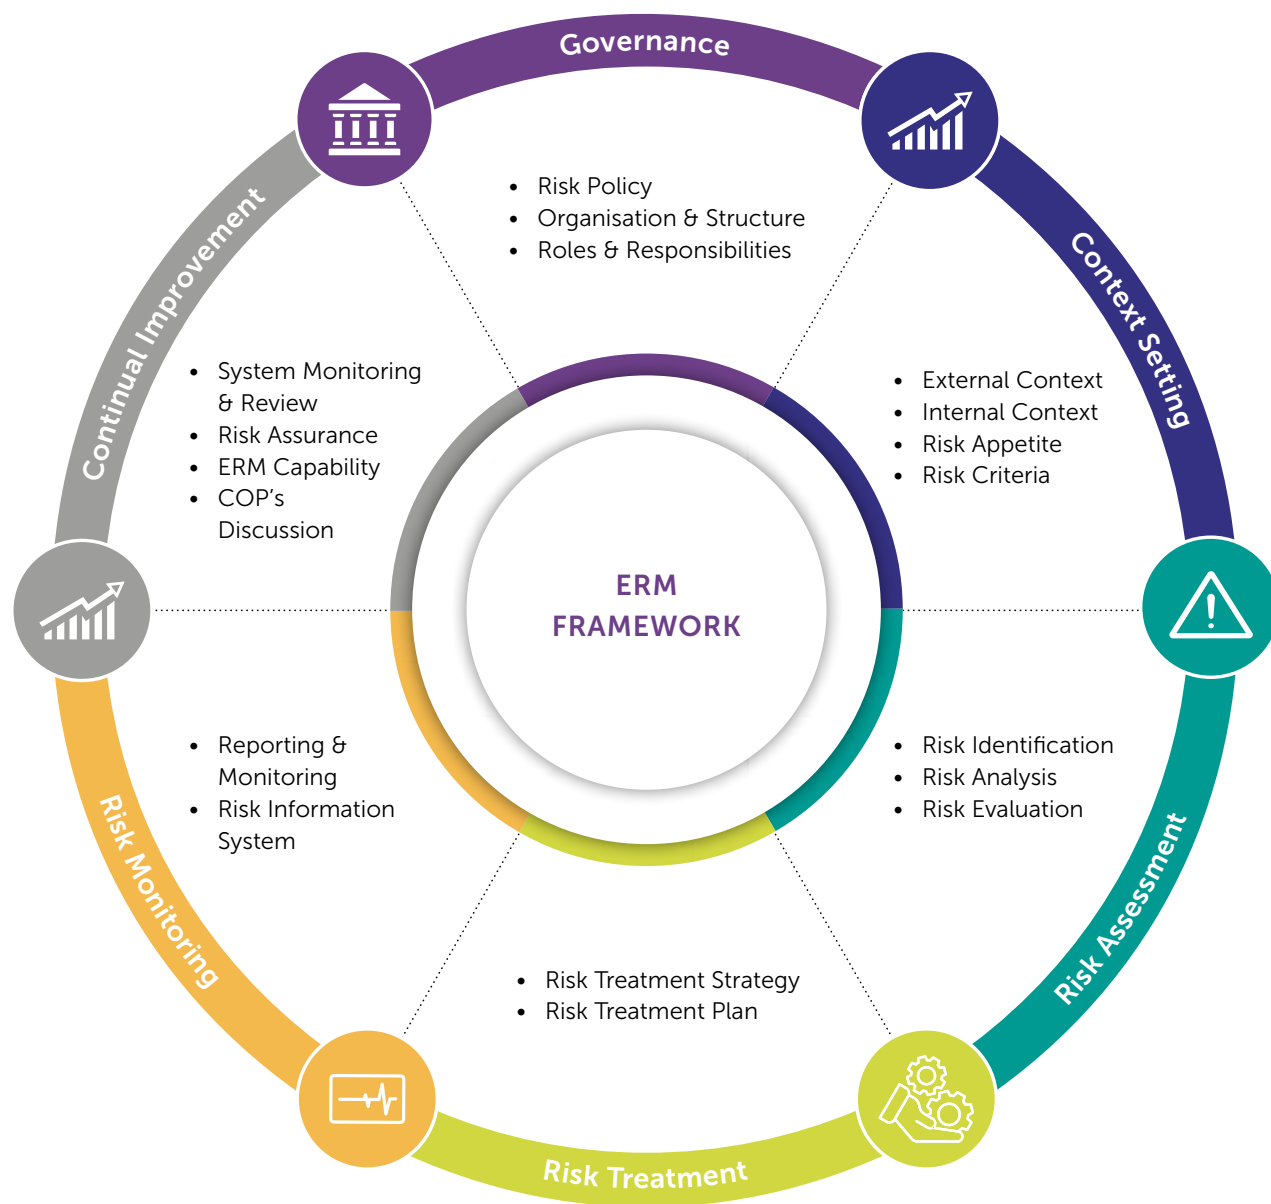 Governance
• Risk Policy
• Organisation & Structure
• Roles & Responsibilities
Context Setting
• External Context
• Internal Context
• Risk Appetite
• Risk Criteria
Risk Assessment
• Risk Identification
• Risk Analysis
• Risk Evaluation
Risk Treatment
• Risk Treatment Strategy
• Risk Treatment Plan
Risk Monitoring
• Reporting &
Monitoring
• Risk Information
System
Continual Improvement
• System Monitoring
& Review
• Risk Assurance
• ERM Capability
• COP's
Discussion
ERM
FRAMEWORK